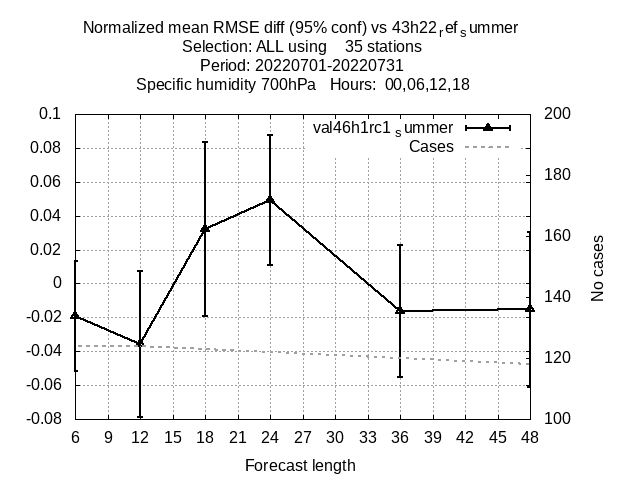 Normalized mean RMSE diff (95% conf) vs 43h22refsummer
Selection: ALL using 35 stations
Period: 20220701-20220731
Specific humidity 700hPa Hours: 00,06,12,18
val46h1rc1summer
Cases
0.1
0.08
0.06
0.04
0.02
0
-0.02
-0.04
-0.06
-0.08
200
180
160
140
120
100
No cases
6 9 12 15 18 21 24 27 30 33 36 39 42 45 48
Forecast length